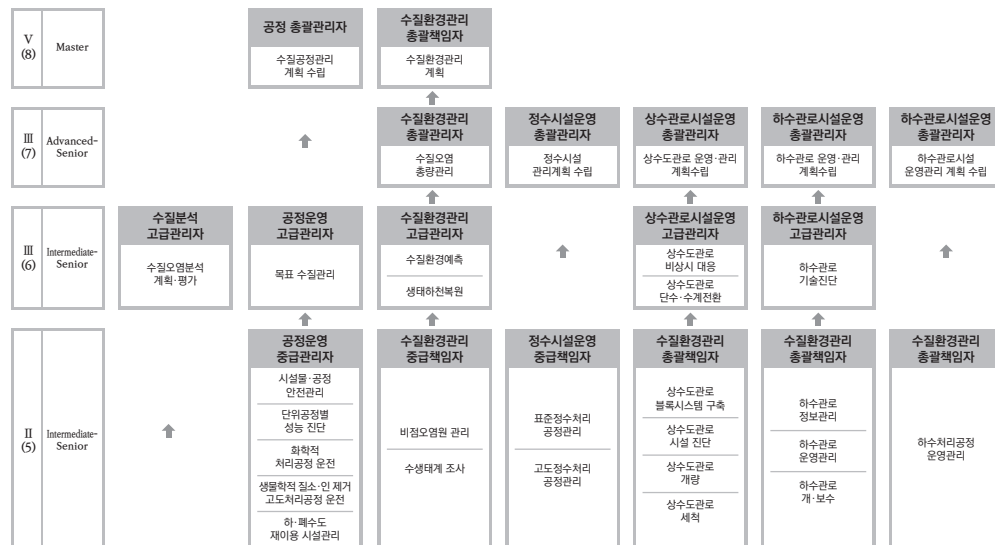 V
(8)
Master
공정 총괄관리자
수질공정관리
계획 수립
수질환경관리
총괄책임자
수질환경관리
계획
Ⅲ
(7)
Advanced-
Senior
수질환경관리
총괄관리자
수질오염
총량관리
정수시설운영
총괄관리자
정수시설
관리계획 수립
상수관로시설운영
총괄관리자
상수도관로 운영·관리
계획수립
하수관로시설운영
총괄관리자
하수관로 운영·관리
계획수립
하수관로시설운영
총괄관리자
하수관로시설
운영관리 계획 수립
Ⅲ
(6)
Intermediate-
Senior
수질분석
고급관리자
수질오염분석
계획·평가
공정운영
고급관리자
목표 수질관리
수질환경관리
고급관리자
수질환경예측
생태하천복원
상수관로시설운영
고급관리자
상수도관로
비상시 대응
상수도관로
단수·수계전환
하수관로시설운영
고급관리자
하수관로
기술진단
Ⅱ
(5)
Intermediate-
Senior
공정운영
중급관리자
시설물·공정
안전관리
단위공정별
성능 진단
화학적
처리공정 운전
생물학적 질소·인 제거
고도처리공정 운전
하·폐수도
재이용 시설관리
수질환경관리
중급책임자
비점오염원 관리
수생태계 조사
정수시설운영
중급책임자
표준정수처리
공정관리
고도정수처리
공정관리
수질환경관리
총괄책임자
상수도관로
블록시스템 구축
상수도관로
시설 진단
상수도관로
개량
상수도관로
세척
수질환경관리
총괄책임자
하수관로
정보관리
하수관로
운영관리
하수관로
개·보수
수질환경관리
총괄책임자
하수처리공정
운영관리